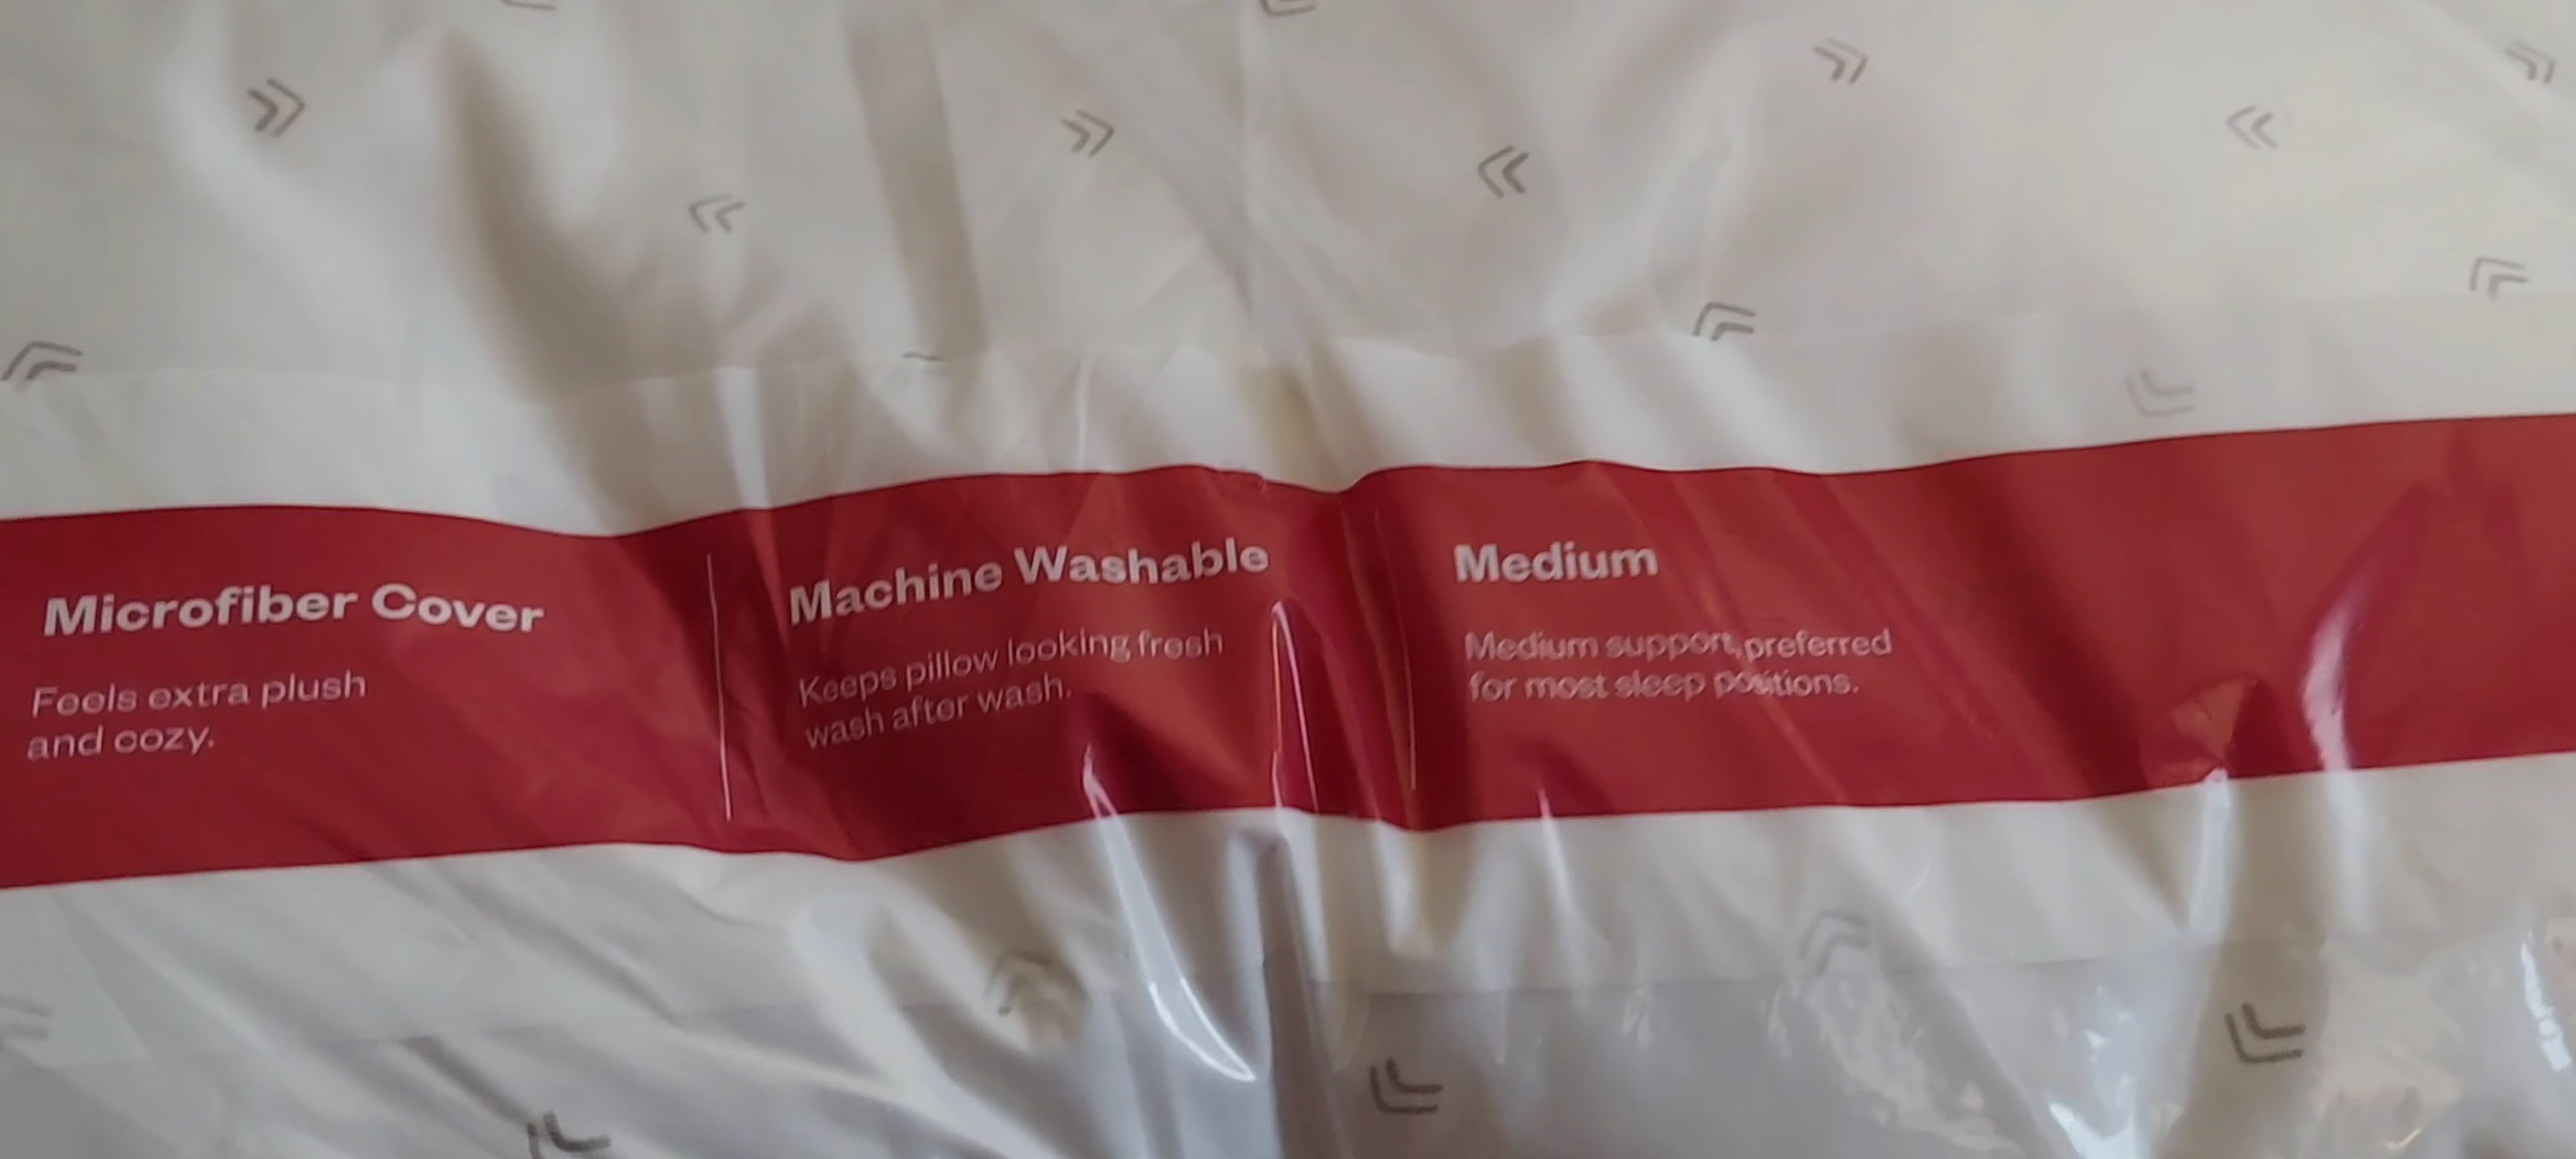 Microfiber Cover
Feels extra plush
and cozy.
Machine Washable
Keeps pillow looking fresh
wash after wash.
Medium
Medium support, preferred
for most sleep positions.